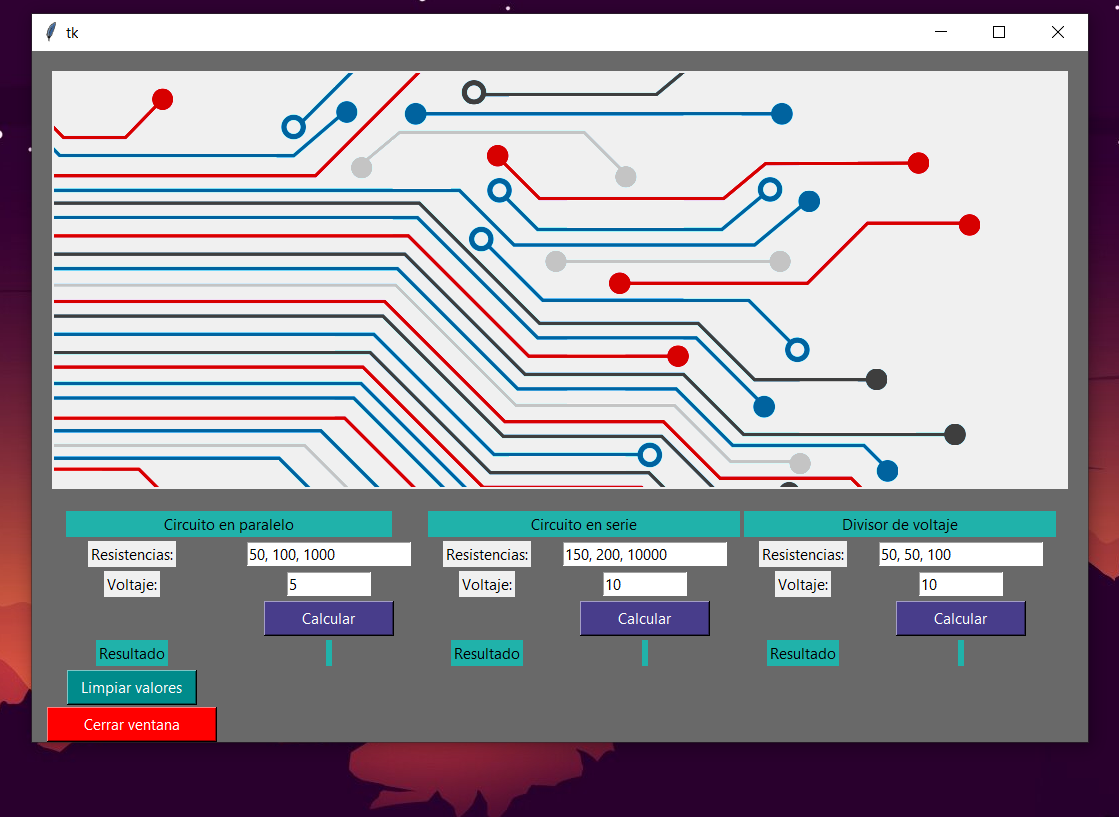 tk
Circuito en paralelo Circuito en serie Divisor de voltaje
Resistencias: 50, 100, 1000 Resistencias: 150, 200, 10000 Resistencias: 50, 50, 100
Voltaje: 5 Voltaje: 10 Voltaje: 10
Calcular Calcular Calcular
Resultado Resultado Resultado
Limpiar valores
Cerrar ventana